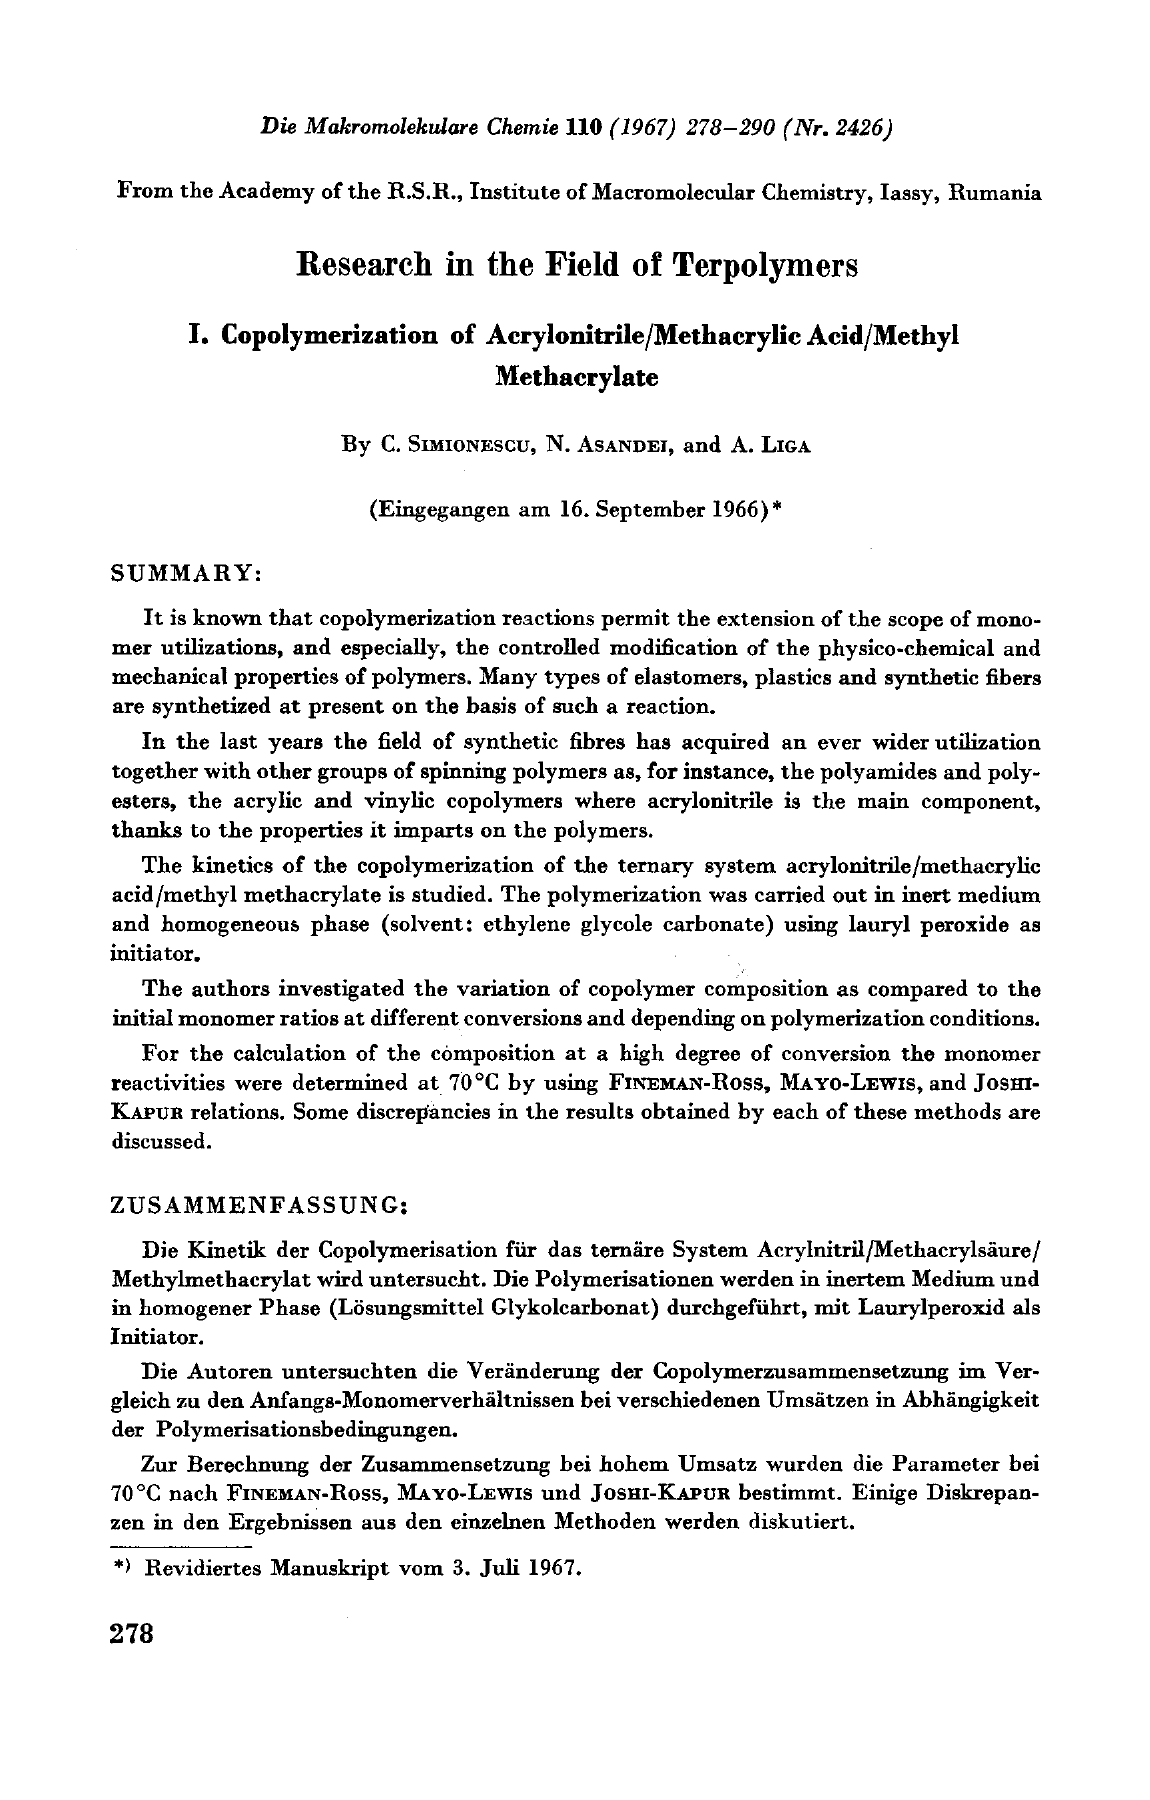 Die Makromolekulare Chemie 110 (1967) 278–290 (Nr. 2426)
From the Academy of the R.S.R., Institute of Macromolecular Chemistry, Iassy, Rumania
Research in the Field of Terpolymers
I. Copolymerization of Acrylonitrile/Methacrylic Acid/Methyl
Methacrylate
By C. SIMIONESCU, N. ASANDEI, and A. LIGA
(Eingegangen am 16. September 1966)*
SUMMARY:
It is known that copolymerization reactions permit the extension of the scope of mono-
mer utilizations, and especially, the controlled modification of the physico-chemical and
mechanical properties of polymers. Many types of elastomers, plastics and synthetic fibers
are synthetized at present on the basis of such a reaction.
In the last years the field of synthetic fibres has acquired an ever wider utilization
together with other groups of spinning polymers as, for instance, the polyamides and poly-
esters, the acrylic and vinylic copolymers where acrylonitrile is the main component,
thanks to the properties it imparts on the polymers.
The kinetics of the copolymerization of the ternary system acrylonitrile/methacrylic
acid/methyl methacrylate is studied. The polymerization was carried out in inert medium
and homogeneous phase (solvent: ethylene glycole carbonate) using lauryl peroxide as
initiator.
The authors investigated the variation of copolymer composition as compared to the
initial monomer ratios at different conversions and depending on polymerization conditions.
For the calculation of the composition at a high degree of conversion the monomer
reactivities were determined at 70°C by using FINEMAN-ROSS, MAYO-LEWIS, and JOSHI-
KAPUR relations. Some discrepancies in the results obtained by each of these methods are
discussed.
ZUSAMMENFASSUNG:
Die Kinetik der Copolymerisation für das ternäre System Acrylnitril/Methacrylsäure/
Methylmethacrylat wird untersucht. Die Polymerisationen werden in inertem Medium und
in homogener Phase (Lösungsmittel Glykolcarbonat) durchgeführt, mit Laurylperoxid als
Initiator.
Die Autoren untersuchten die Veränderung der Copolymerzusammensetzung im Ver-
gleich zu den Anfangs-Monomerverhältnissen bei verschiedenen Umsätzen in Abhängigkeit
der Polymerisationsbedingungen.
Zur Berechnung der Zusammensetzung bei hohem Umsatz wurden die Parameter bei
70°C nach FINEMAN-ROSS, MAYO-LEWIS und JOSHI-KAPUR bestimmt. Einige Diskrepan-
zen in den Ergebnissen aus den einzelnen Methoden werden diskutiert.
*) Revidiertes Manuskript vom 3. Juli 1967.
278